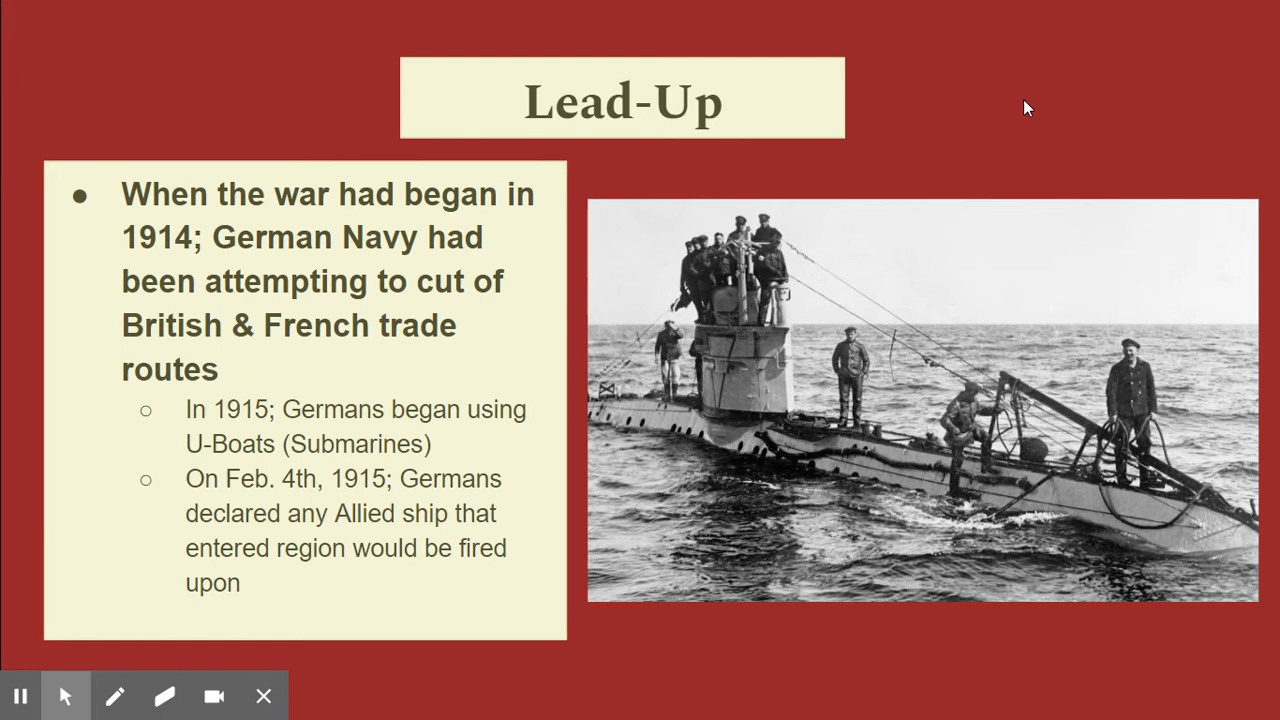 Lead-Up
● When the war had began in
1914; German Navy had
been attempting to cut of
British & French trade
routes
○ In 1915; Germans began using
U-Boats (Submarines)
○ On Feb. 4th, 1915; Germans
declared any Allied ship that
entered region would be fired
upon